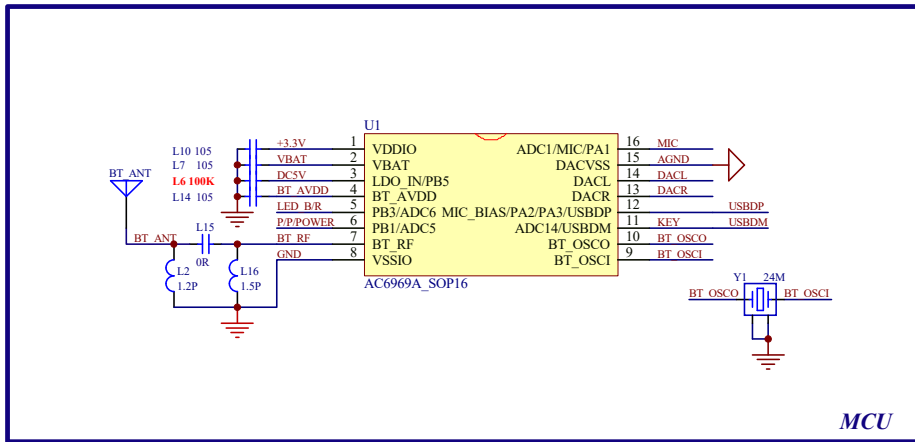 U1
L10 105 +3.3V 1 VDDIO ADC1/MIC/PA1 16 MIC
L7 105 VBAT 2 VBAT DACVSS 15 AGND
L6 100K DC5V 3 LDO_IN/PB5 DACL 14 DACL
L14 105 BT_AVDD 4 BT_AVDD DACR 13 DACR
LED_B/R 5 PB3/ADC6 MIC_BIAS/PA2/PA3/USBDP 12 USBDP
P/P/POWER 6 PB1/ADC5 ADC14/USBDM 11 KEY USBDM
BT_RF 7 BT_RF BT_OSCO 10 BT_OSCO
GND 8 VSSIO BT_OSCI 9 BT_OSCI
AC6969A_SOP16
BT_ANT
BT_ANT
L15
0R
L2
1.2P
L16
1.5P
Y1 24M
BT_OSCO BT_OSCI
MCU